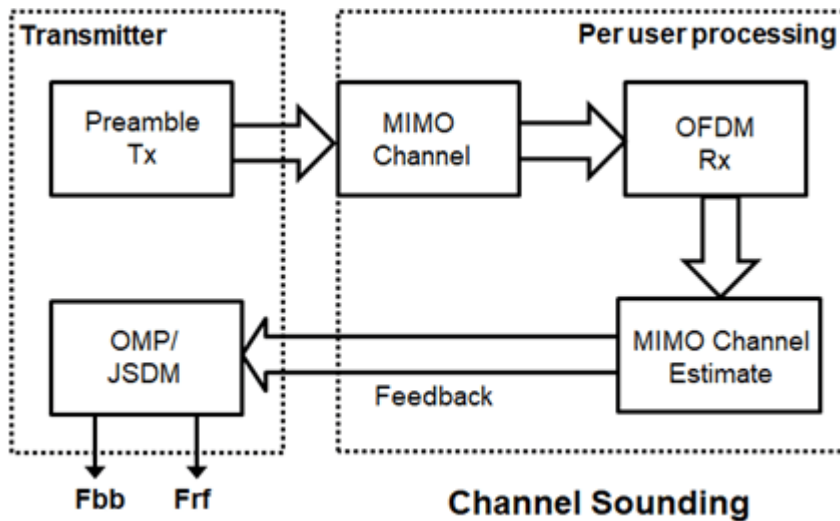 Transmitter
Per user processing
Preamble
Tx
MIMO
Channel
OFDM
Rx
OMP/
JSDM
MIMO Channel
Estimate
Feedback
Fbb
Frf
Channel Sounding